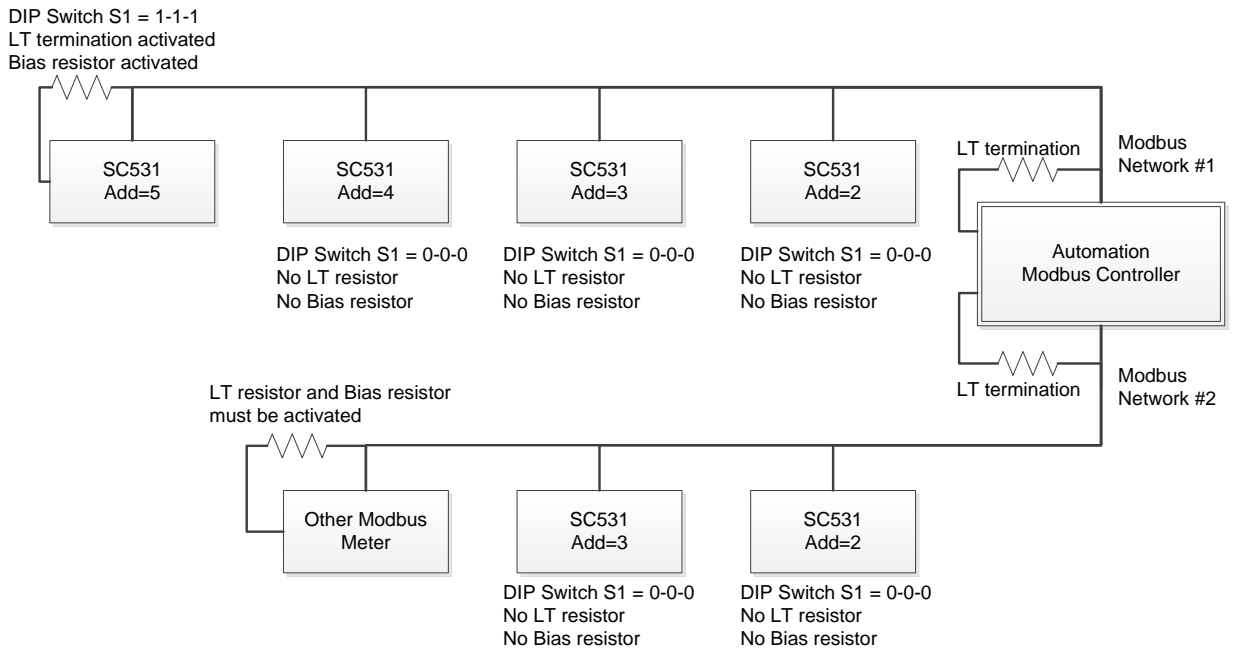 DIP Switch S1 = 1-1-1
LT termination activated
Bias resistor activated
SC531
Add=5
SC531
Add=4
SC531
Add=3
SC531
Add=2
DIP Switch S1 = 0-0-0
No LT resistor
No Bias resistor
DIP Switch S1 = 0-0-0
No LT resistor
No Bias resistor
DIP Switch S1 = 0-0-0
No LT resistor
No Bias resistor
LT termination
Modbus
Network #1
Automation
Modbus Controller
LT termination
Modbus
Network #2
LT resistor and Bias resistor
must be activated
Other Modbus
Meter
SC531
Add=3
SC531
Add=2
DIP Switch S1 = 0-0-0
No LT resistor
No Bias resistor
DIP Switch S1 = 0-0-0
No LT resistor
No Bias resistor